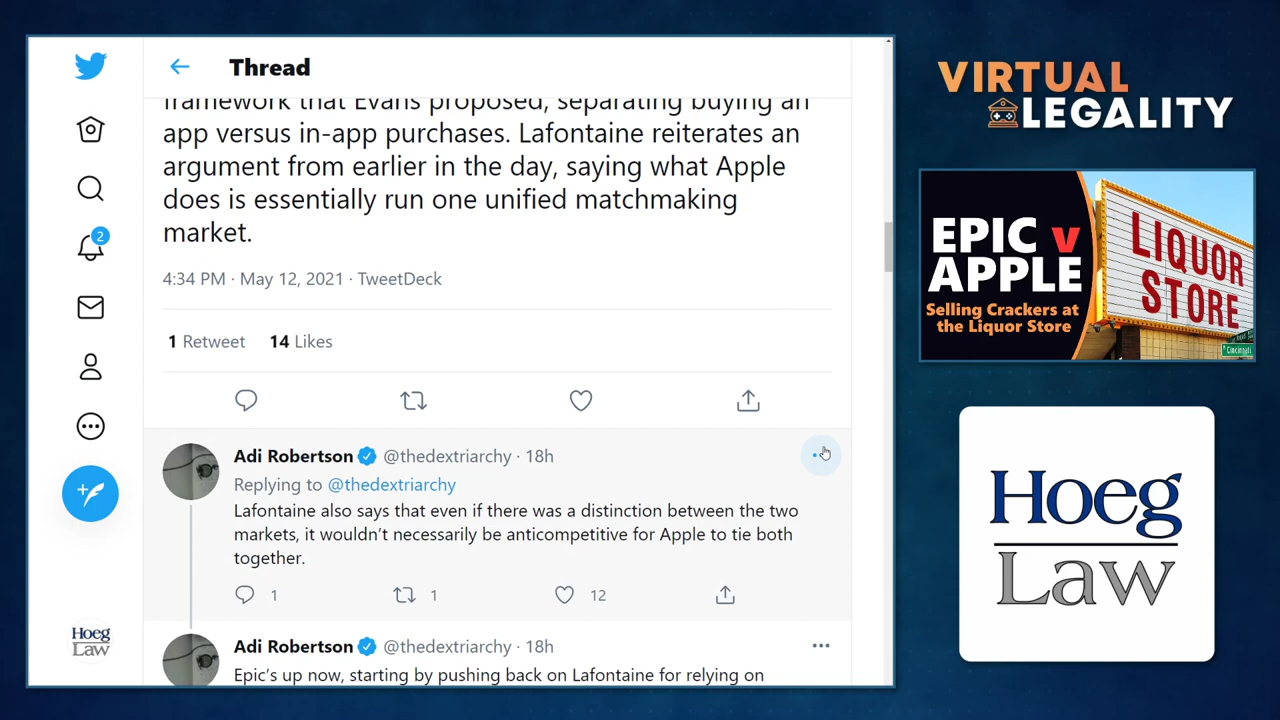 Thread
framework that Evans proposed, separating buying an
app versus in-app purchases. Lafontaine reiterates an
argument from earlier in the day, saying what Apple
does is essentially run one unified matchmaking
market.
4:34 PM · May 12, 2021 · TweetDeck
1 Retweet 14 Likes
Adi Robertson @thedextriarchy · 18h
Replying to @thedextriarchy
Lafontaine also says that even if there was a distinction between the two
markets, it wouldn't necessarily be anticompetitive for Apple to tie both
together.
1 1 12
Adi Robertson @thedextriarchy · 18h
Epic's up now, starting by pushing back on Lafontaine for relying on
2
Hoeg
Law
VIRTUAL
LEGALITY
EPIC v
APPLE
Selling Crackers at
the Liquor Store
LIQUOR
STORE
Cincinnati
Hoeg
Law